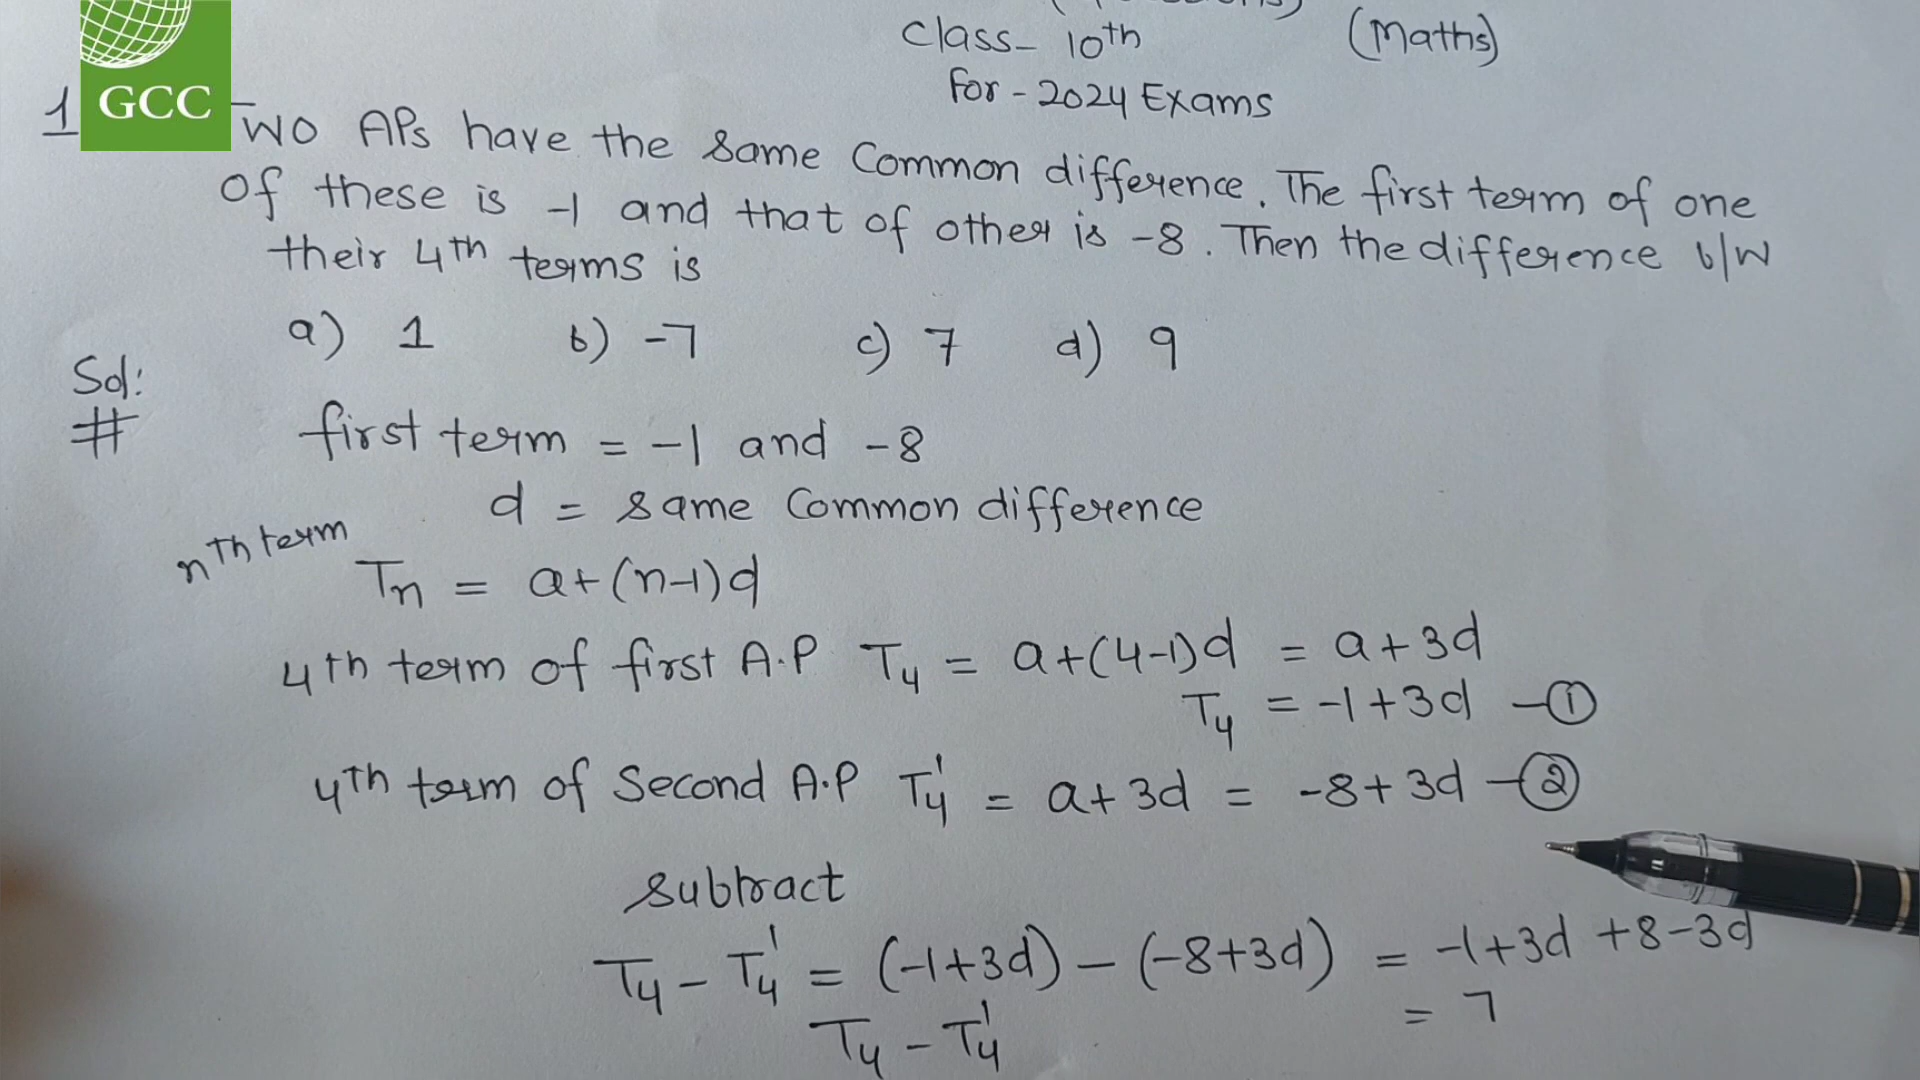 Class- 10th (Maths)
For - 2024 Exams
GCC
1 Two APs have the same Common difference. The first term of one
of these is -1 and that of other is -8. Then the difference b/w
their 4th terms is
a) 1 b) -7 c) 7 d) 9
Sol:
# first term = -1 and -8
d = same Common difference
nth term
Tn = a+(n-1)d
4th term of first A.P T4 = a+(4-1)d = a+3d
T4 = -1+3d -①
4th term of Second A.P T4' = a+3d = -8+3d -②
subtract
T4 - T4' = (-1+3d) - (-8+3d) = -1+3d +8-3d
= 7
T4 - T4'